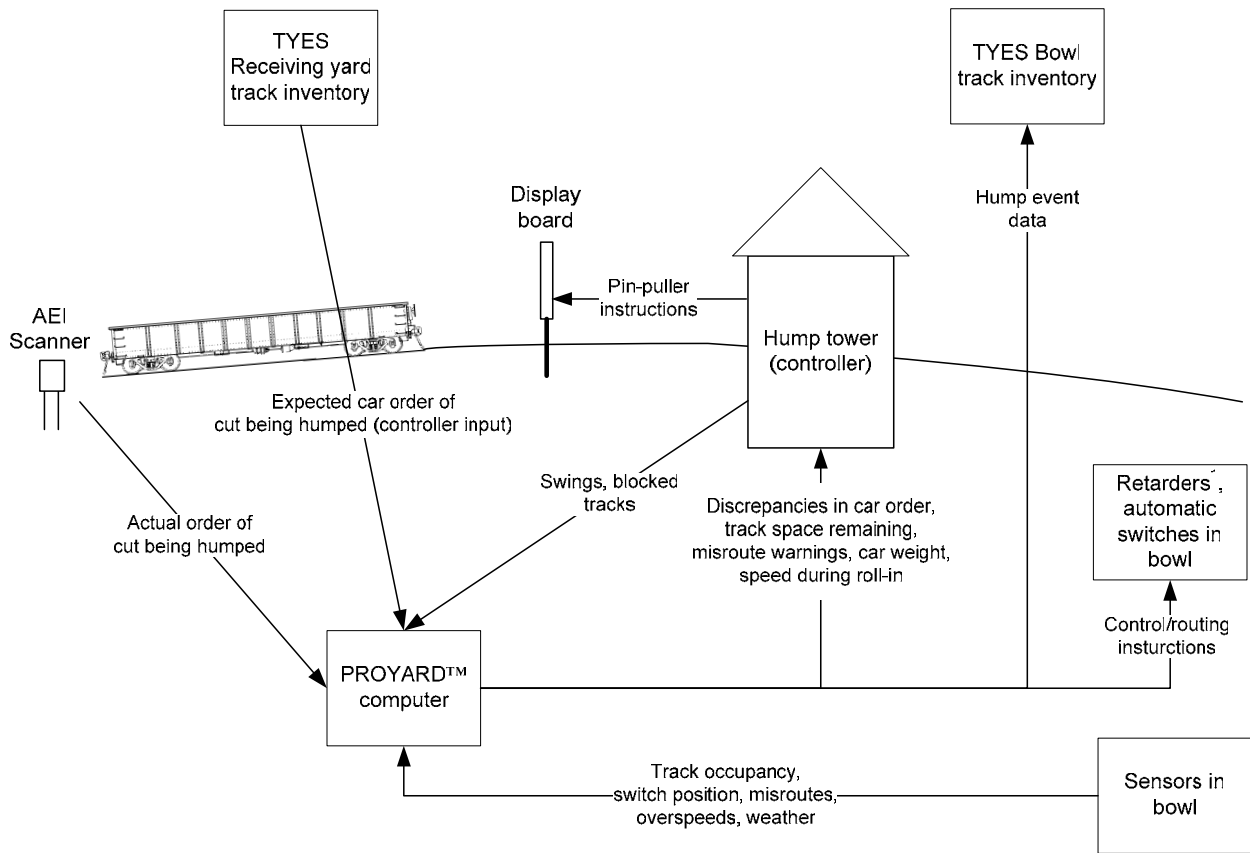 TYES
Receiving yard
track inventory
TYES Bowl
track inventory
Display
board
Hump event
data
Pin-puller
instructions
AEI
Scanner
Hump tower
(controller)
Expected car order of
cut being humped (controller input)
Swings, blocked
tracks
Discrepancies in car order,
track space remaining,
misroute warnings, car weight,
speed during roll-in
Retarders ,
automatic
switches in
bowl
Actual order of
cut being humped
Control/routing
insturctions
PROYARD™
computer
Track occupancy,
switch position, misroutes,
overspeeds, weather
Sensors in
bowl